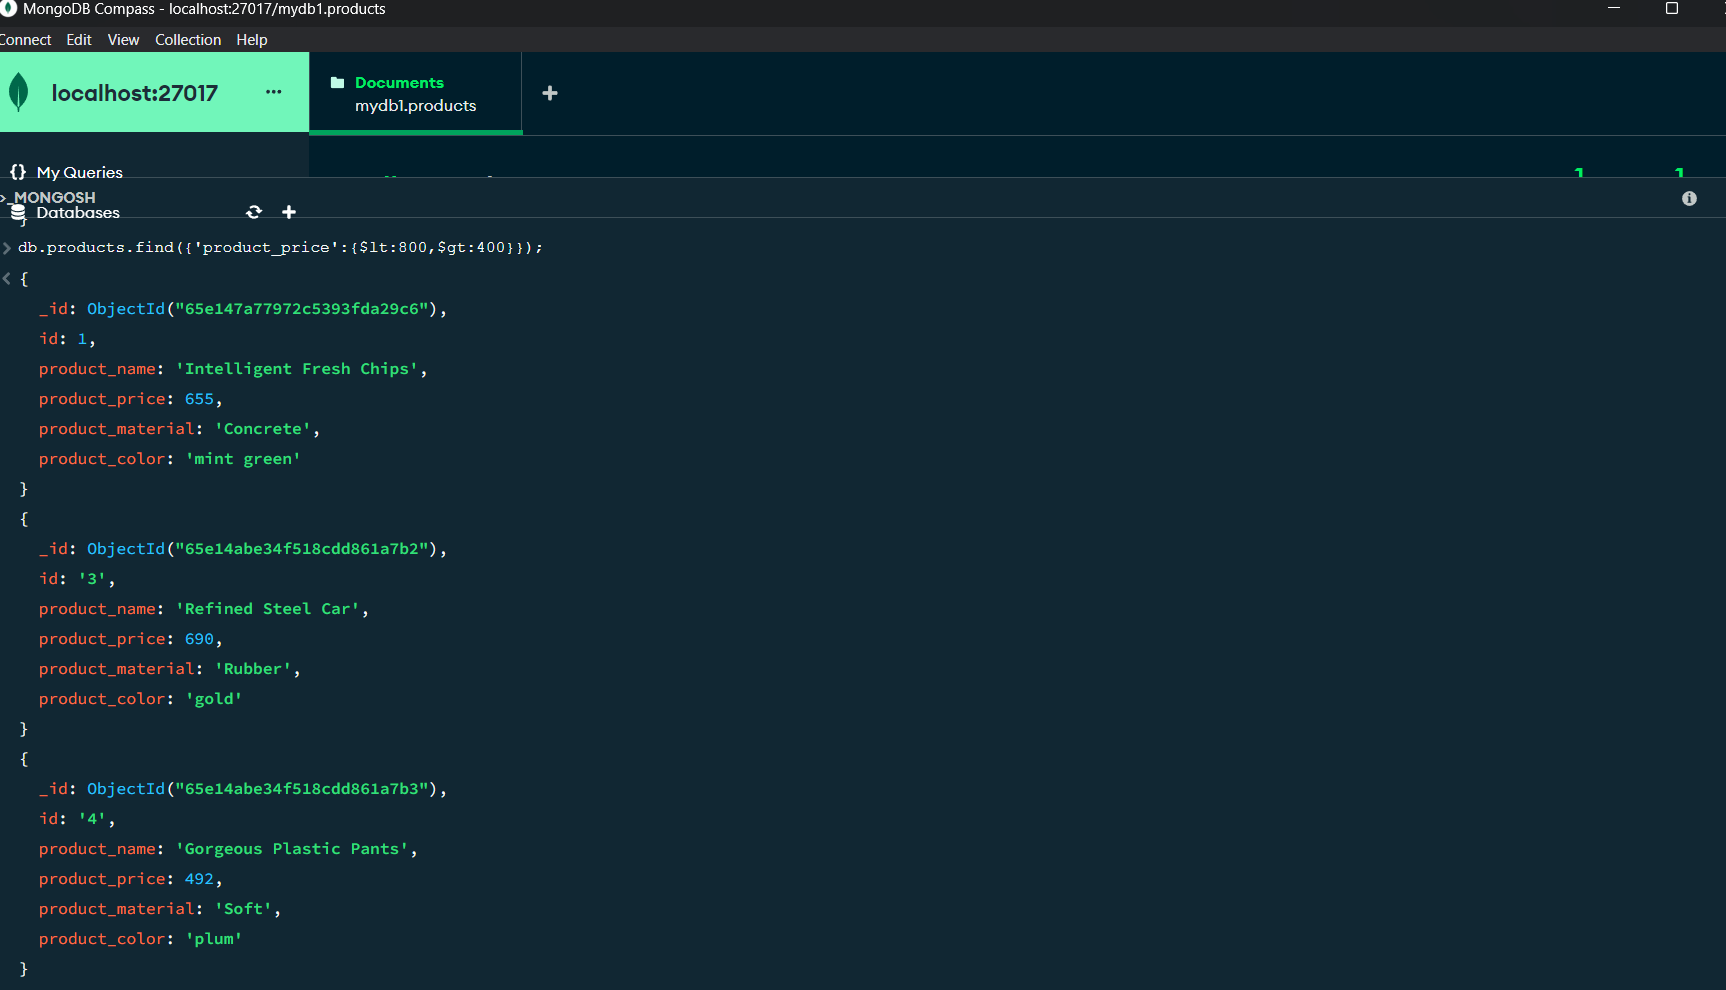 MongoDB Compass - localhost:27017/mydb1.products
Connect Edit View Collection Help
localhost:27017 ...
Documents
mydb1.products
{} My Queries
1 1
>_MONGOSH
Databases
}
> db.products.find({'product_price':{$lt:800,$gt:400}});
< {
_id: ObjectId("65e147a77972c5393fda29c6"),
id: 1,
product_name: 'Intelligent Fresh Chips',
product_price: 655,
product_material: 'Concrete',
product_color: 'mint green'
}
{
_id: ObjectId("65e14abe34f518cdd861a7b2"),
id: '3',
product_name: 'Refined Steel Car',
product_price: 690,
product_material: 'Rubber',
product_color: 'gold'
}
{
_id: ObjectId("65e14abe34f518cdd861a7b3"),
id: '4',
product_name: 'Gorgeous Plastic Pants',
product_price: 492,
product_material: 'Soft',
product_color: 'plum'
}